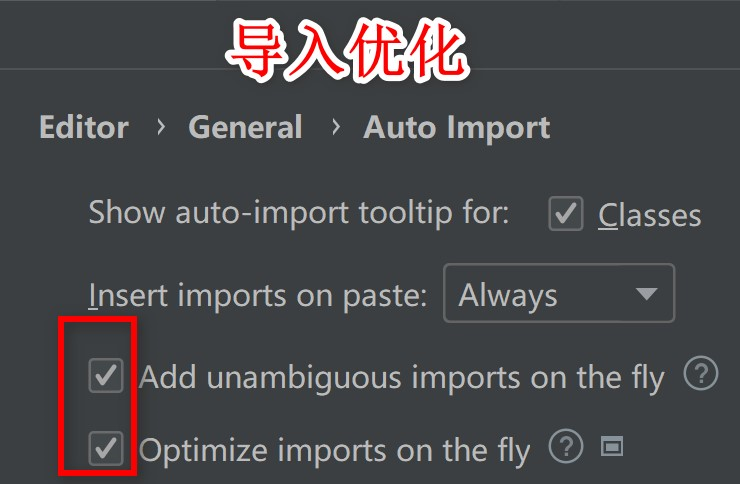 导入优化
Editor › General › Auto Import
Show auto-import tooltip for: Classes
Insert imports on paste: Always
Add unambiguous imports on the fly ?
Optimize imports on the fly ?